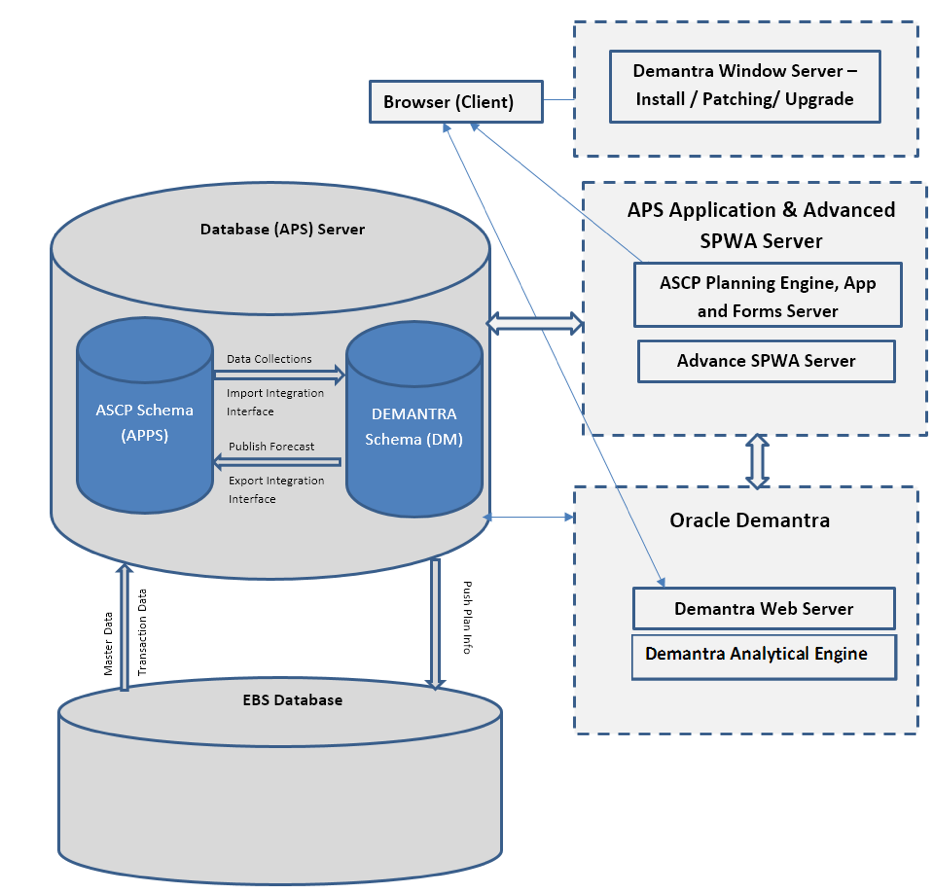 Demantra Window Server –
Install / Patching/ Upgrade
Browser (Client)
APS Application & Advanced
SPWA Server
ASCP Planning Engine, App
and Forms Server
Advance SPWA Server
Database (APS) Server
ASCP Schema
(APPS)
Data Collections
Import Integration
Interface
Publish Forecast
Export Integration
Interface
DEMANTRA
Schema (DM)
Oracle Demantra
Demantra Web Server
Demantra Analytical Engine
Master Data
Transaction Data
Push Plan Info
EBS Database